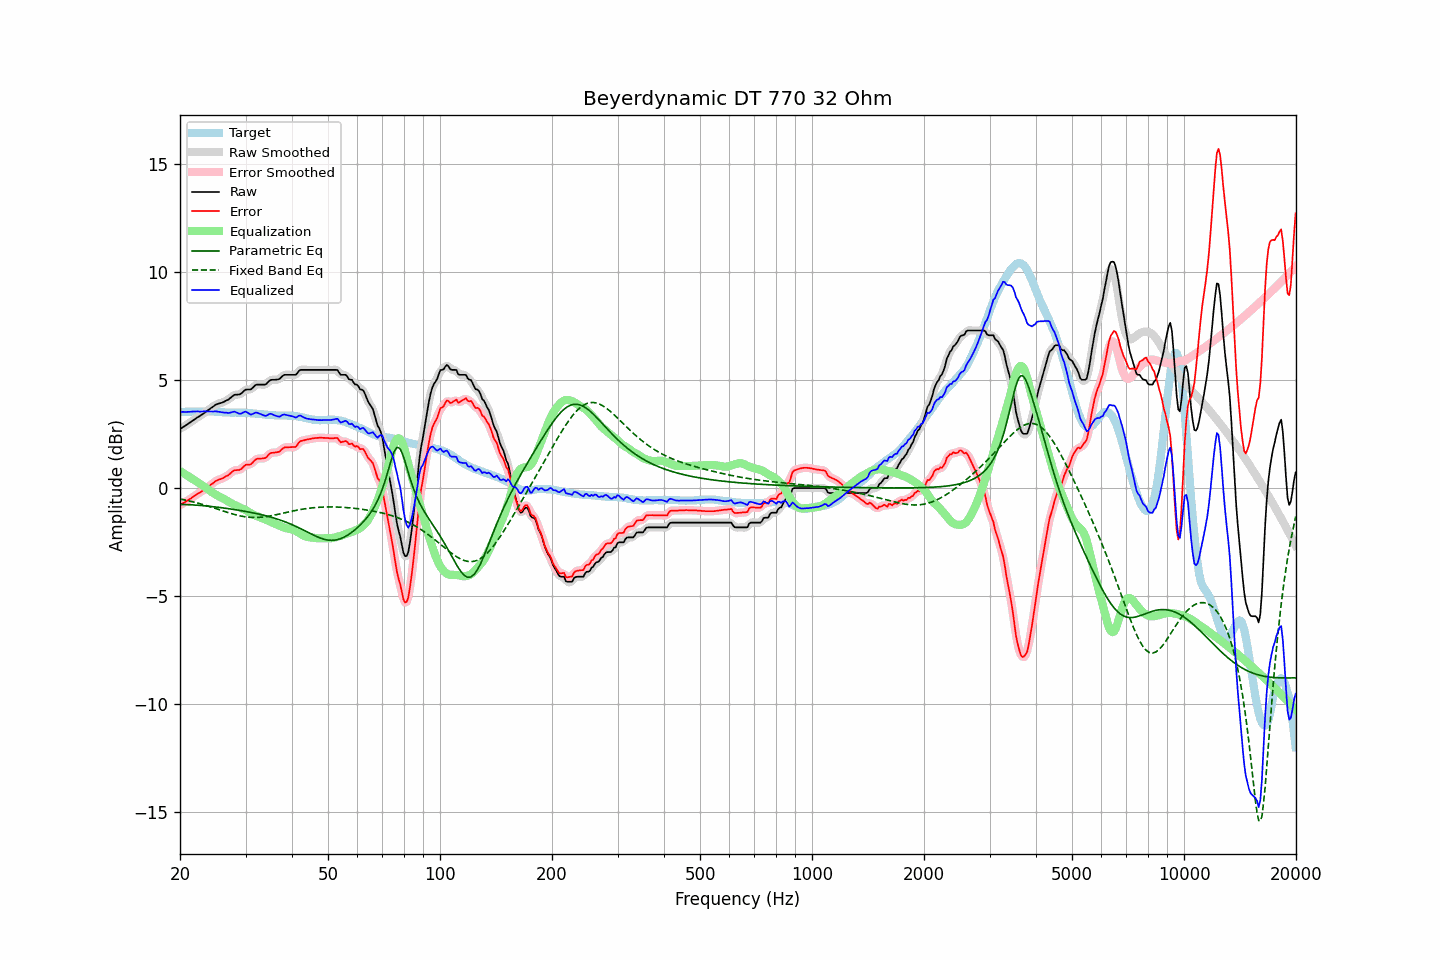 Beyerdynamic DT 770 32 Ohm
Target
Raw Smoothed
Error Smoothed
Raw
Error
Equalization
Parametric Eq
Fixed Band Eq
Equalized
Amplitude (dBr)
15
10
5
0
−5
−10
−15
20 50 100 200 500 1000 2000 5000 10000 20000
Frequency (Hz)